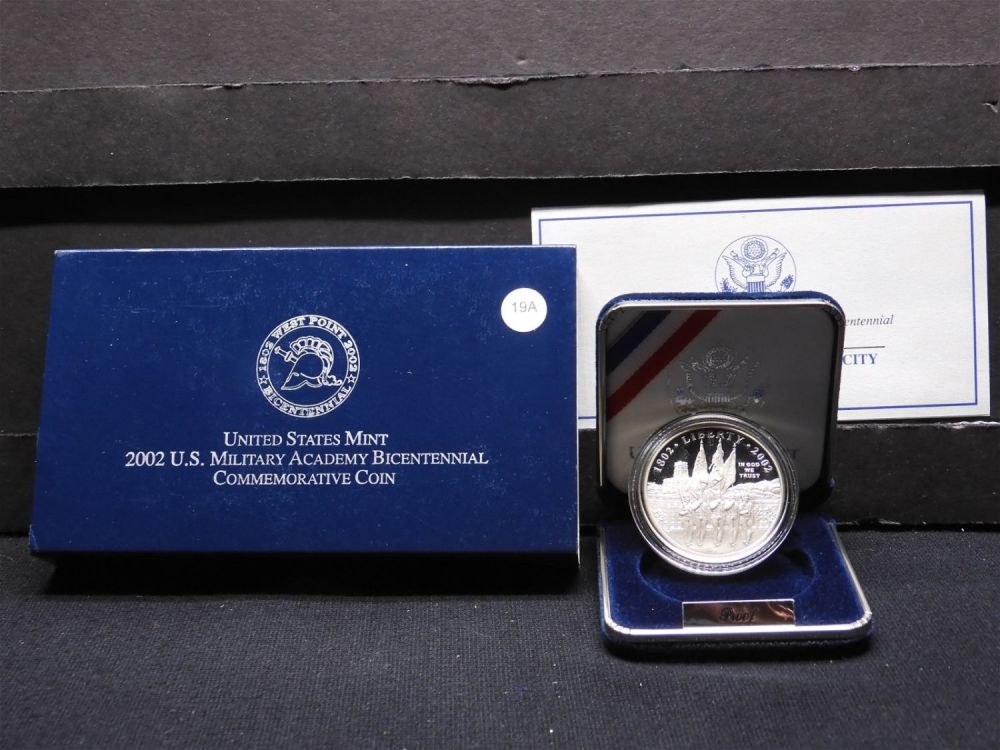 1802 WEST POINT 2002
BICENTENNIAL
19A
UNITED STATES MINT
2002 U.S. MILITARY ACADEMY BICENTENNIAL
COMMEMORATIVE COIN
centennial
CITY
1802 • LIBERTY • 2002
IN GOD
WE
TRUST
Proof